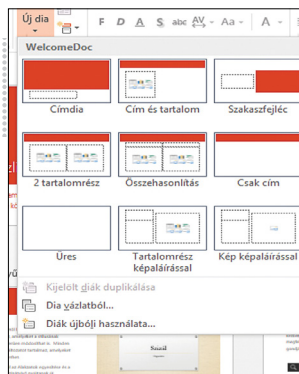 Új dia
F D A S abc AV Aa A
WelcomeDoc
Címdia
Cím és tartalom
Szakaszfejléc
2 tartalomrész
Összehasonlítás
Csak cím
Üres
Tartalomrész képaláírással
Kép képaláírással
Kijelölt diák duplikálása
Dia vázlatból...
Diák újbóli használata...